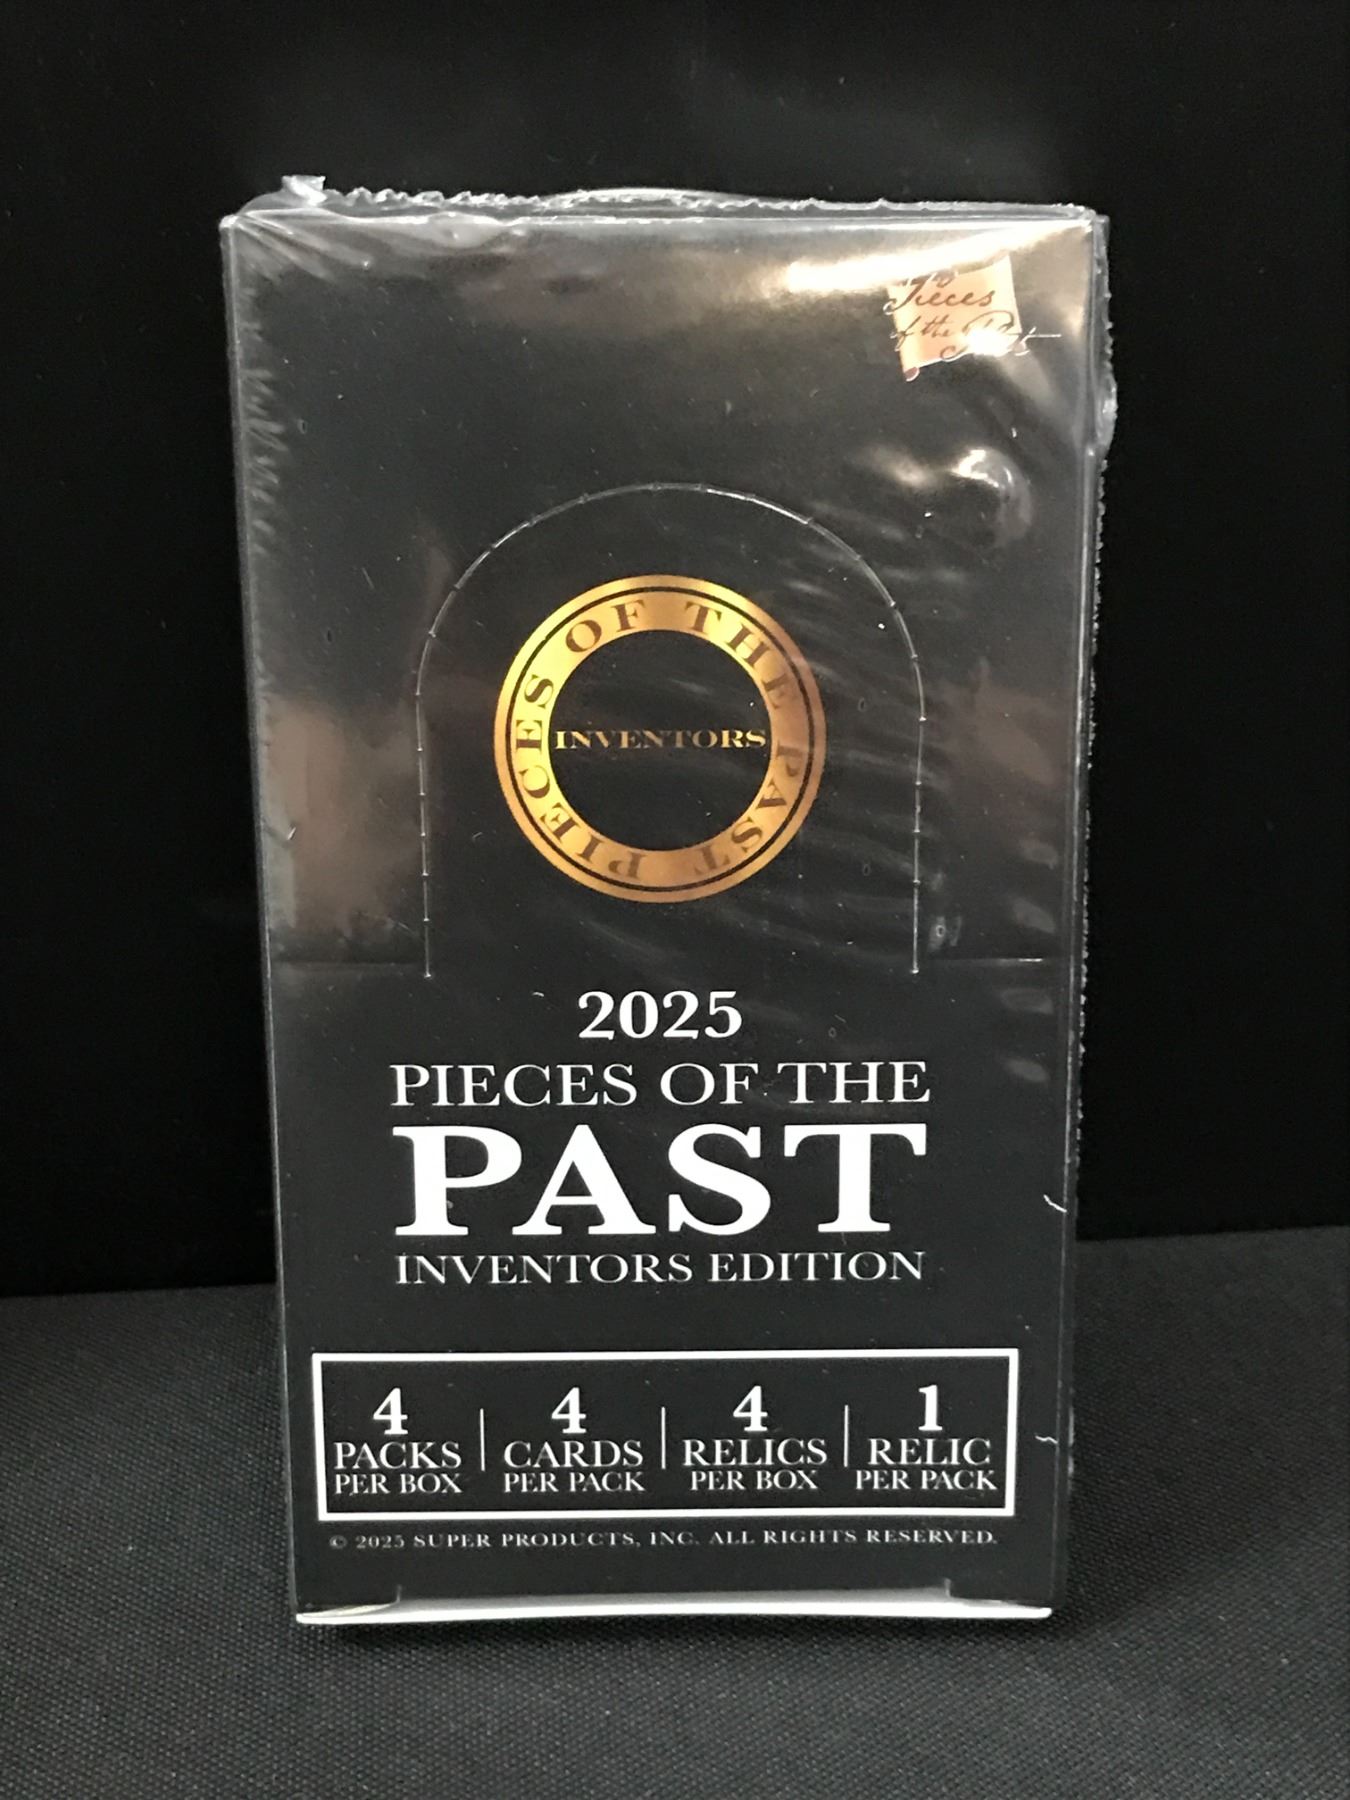 Pieces
of the Past
PIECES OF THE PAST
INVENTORS
2025
PIECES OF THE
PAST
INVENTORS EDITION
4 PACKS PER BOX
4 CARDS PER PACK
4 RELICS PER BOX
1 RELIC PER PACK
© 2025 SUPER PRODUCTS, INC. ALL RIGHTS RESERVED.